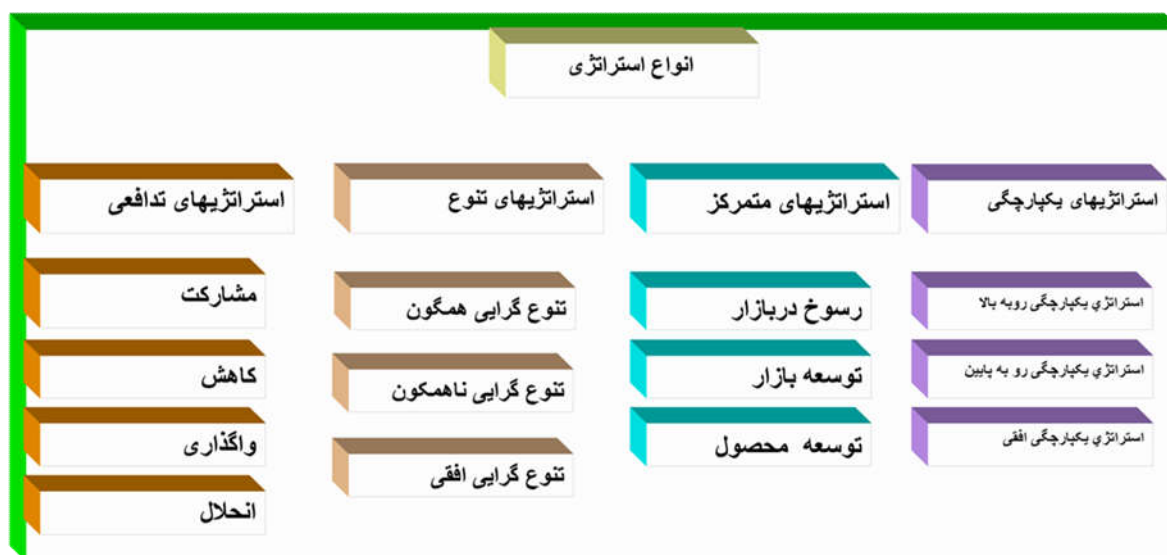 انواع استراتژی
استراتژیهای یکپارچگی
استراتژي یکپارچگی روبه بالا
استراتژي یکپارچگی رو به پایین
استراتژي یکپارچگی افقی
استراتژیهای متمرکز
رسوخ دربازار
توسعه بازار
توسعه محصول
استراتژیهای تنوع
تنوع گرایی همگون
تنوع گرایی ناهمکون
تنوع گرایی افقی
استراتژیهای تدافعی
مشارکت
کاهش
واگذاری
انحلال